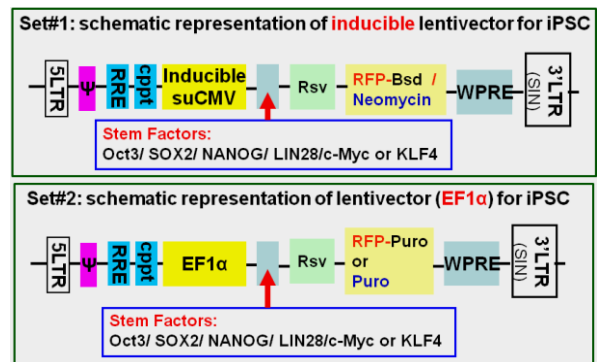 Set#1: schematic representation of inducible lentivector for iPSC
5LTR
Ψ
RRE
cppt
Inducible
suCMV
Rsv
RFP-Bsd /
Neomycin
WPRE
3'LTR
(SIN)
Stem Factors:
Oct3/ SOX2/ NANOG/ LIN28/c-Myc or KLF4
Set#2: schematic representation of lentivector (EF1α) for iPSC
5LTR
Ψ
RRE
cppt
EF1α
Rsv
RFP-Puro
or
Puro
WPRE
3'LTR
(SIN)
Stem Factors:
Oct3/ SOX2/ NANOG/ LIN28/c-Myc or KLF4